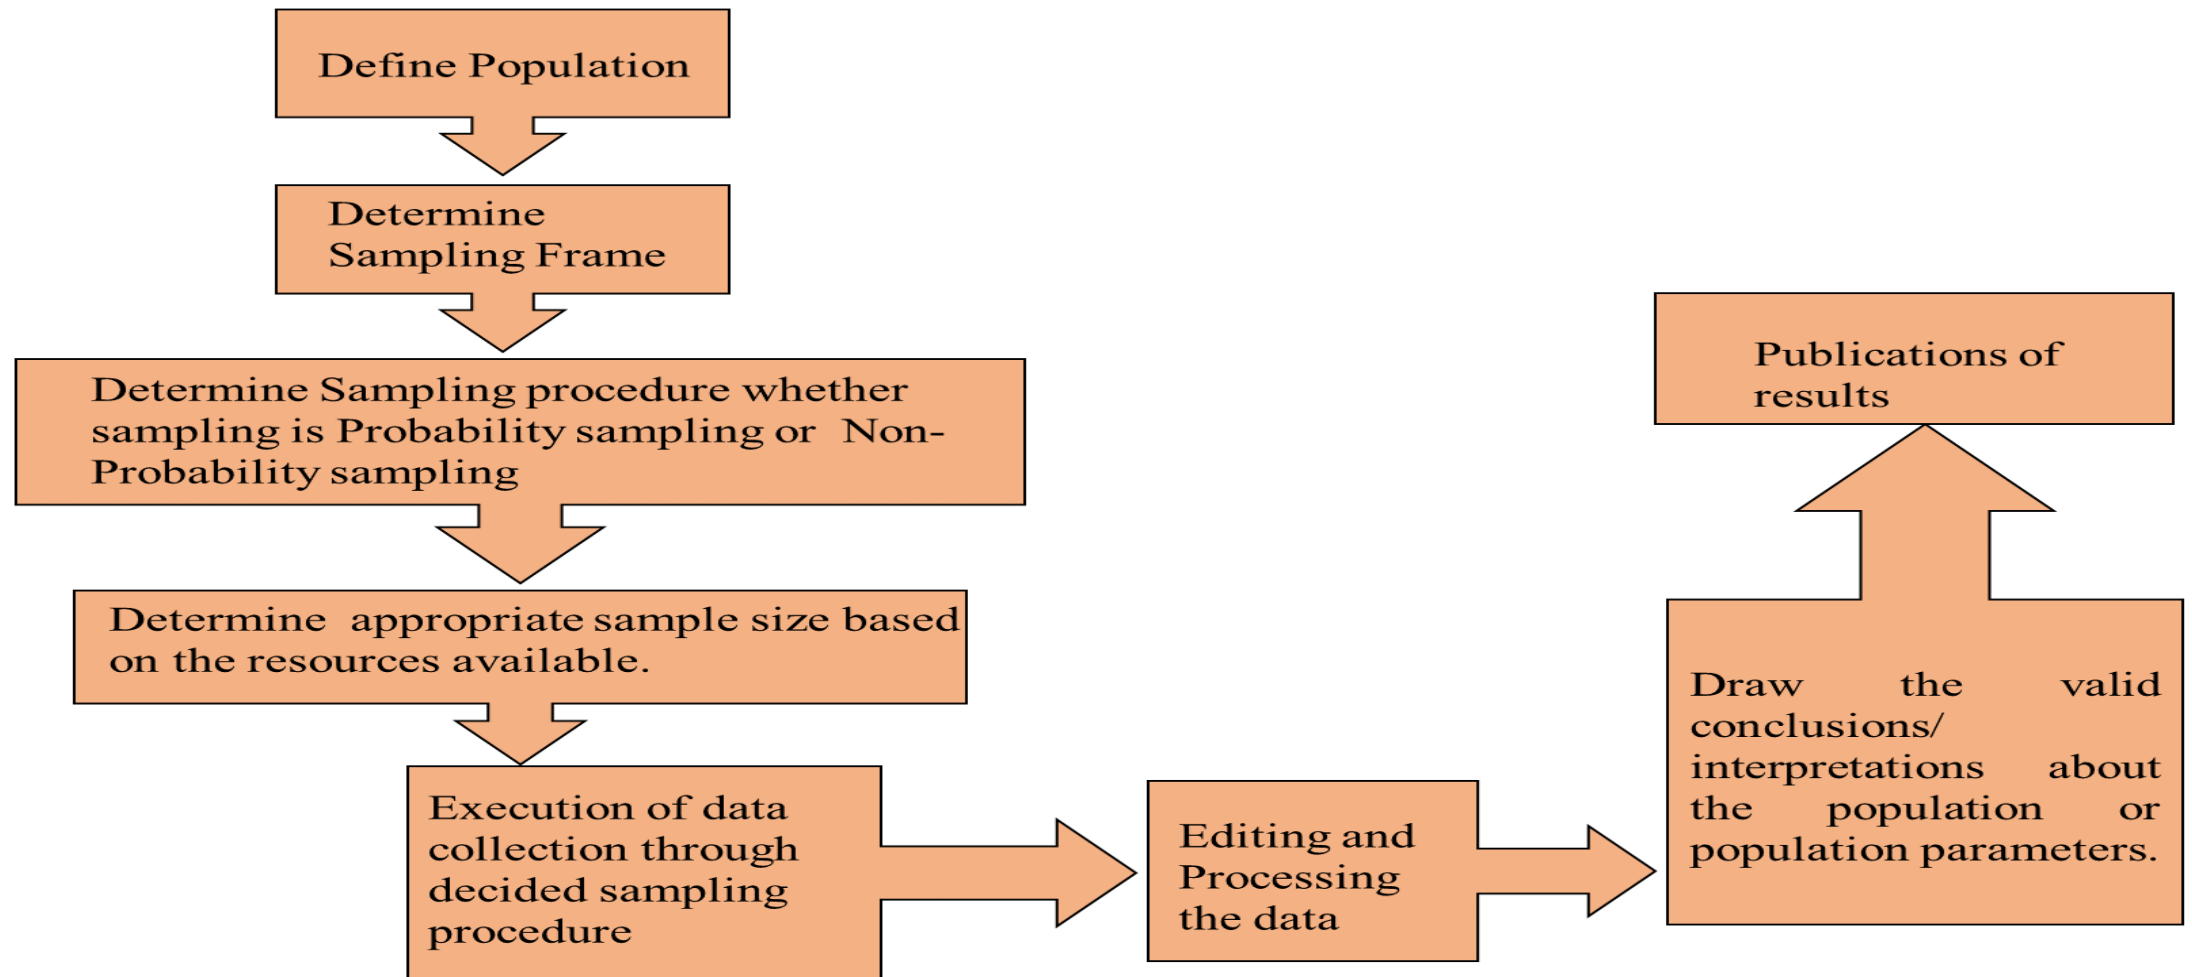 Define Population
Determine
Sampling Frame
Determine Sampling procedure whether
sampling is Probability sampling or Non-
Probability sampling
Determine appropriate sample size based
on the resources available.
Execution of data
collection through
decided sampling
procedure
Editing and
Processing
the data
Draw the valid
conclusions/
interpretations about
the population or
population parameters.
Publications of
results